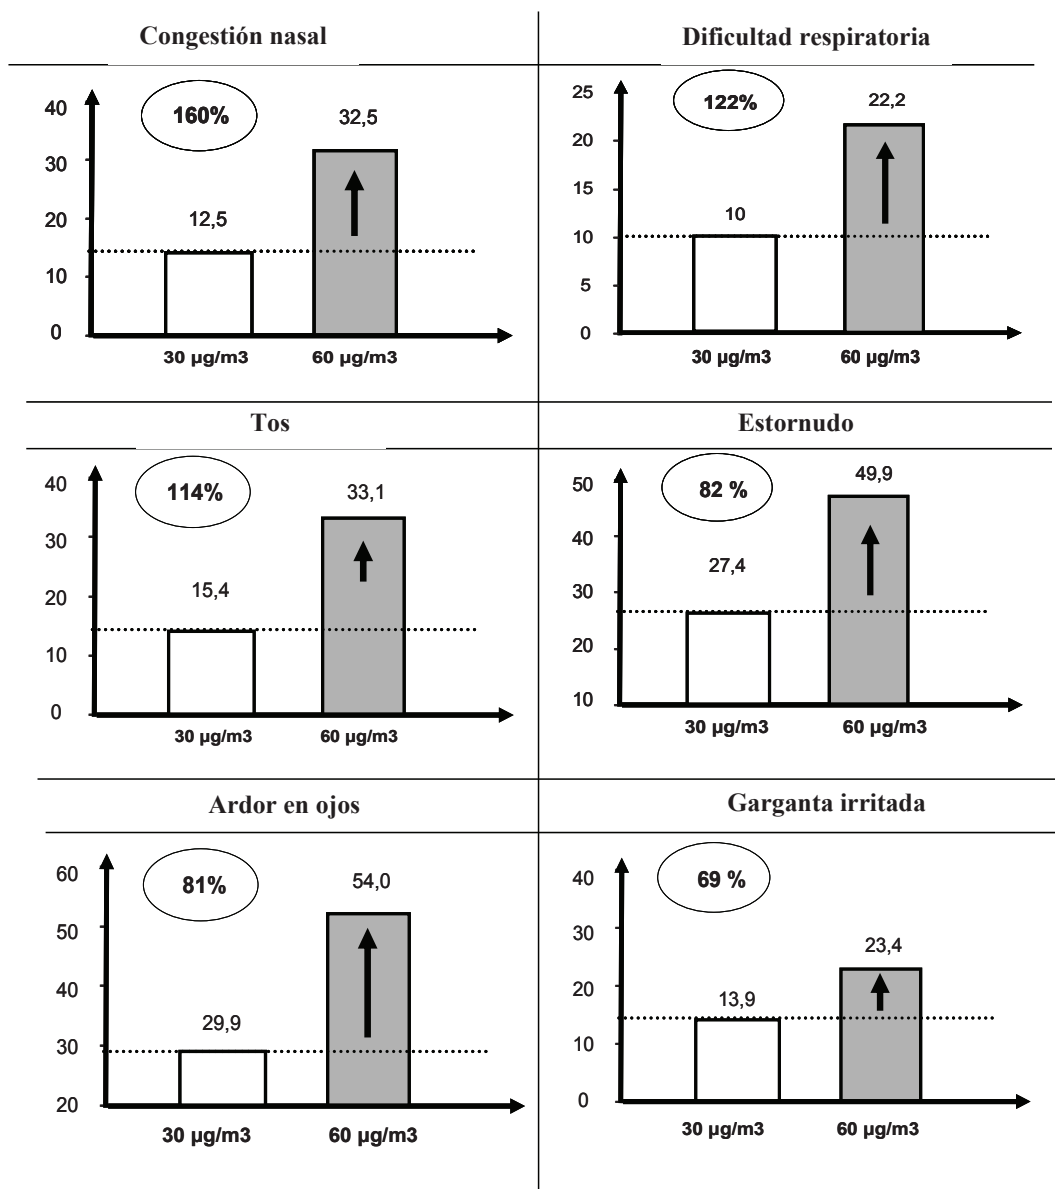 Congestión nasal
40
30
20
10
0
160%
12,5
32,5
30 µg/m3
60 µg/m3
Dificultad respiratoria
25
20
15
10
5
0
122%
10
22,2
30 µg/m3
60 µg/m3
Tos
40
30
20
10
0
114%
15,4
33,1
30 µg/m3
60 µg/m3
Estornudo
50
40
30
20
10
82 %
27,4
49,9
30 µg/m3
60 µg/m3
Ardor en ojos
60
50
40
30
20
81%
29,9
54,0
30 µg/m3
60 µg/m3
Garganta irritada
40
30
20
10
0
69 %
13,9
23,4
30 µg/m3
60 µg/m3